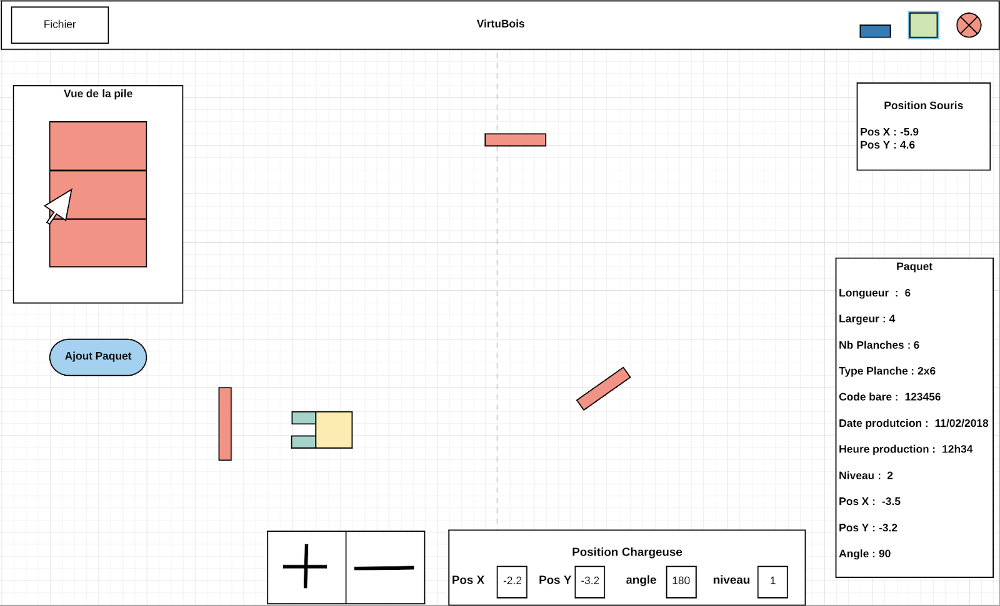 Fichier
VirtuBois
Vue de la pile
Position Souris
Pos X : -5.9
Pos Y : 4.6
Ajout Paquet
Paquet
Longueur : 6
Largeur : 4
Nb Planches : 6
Type Planche : 2x6
Code bare : 123456
Date produtcion : 11/02/2018
Heure production : 12h34
Niveau : 2
Pos X : -3.5
Pos Y : -3.2
Angle : 90
Position Chargeuse
Pos X -2.2 Pos Y -3.2 angle 180 niveau 1